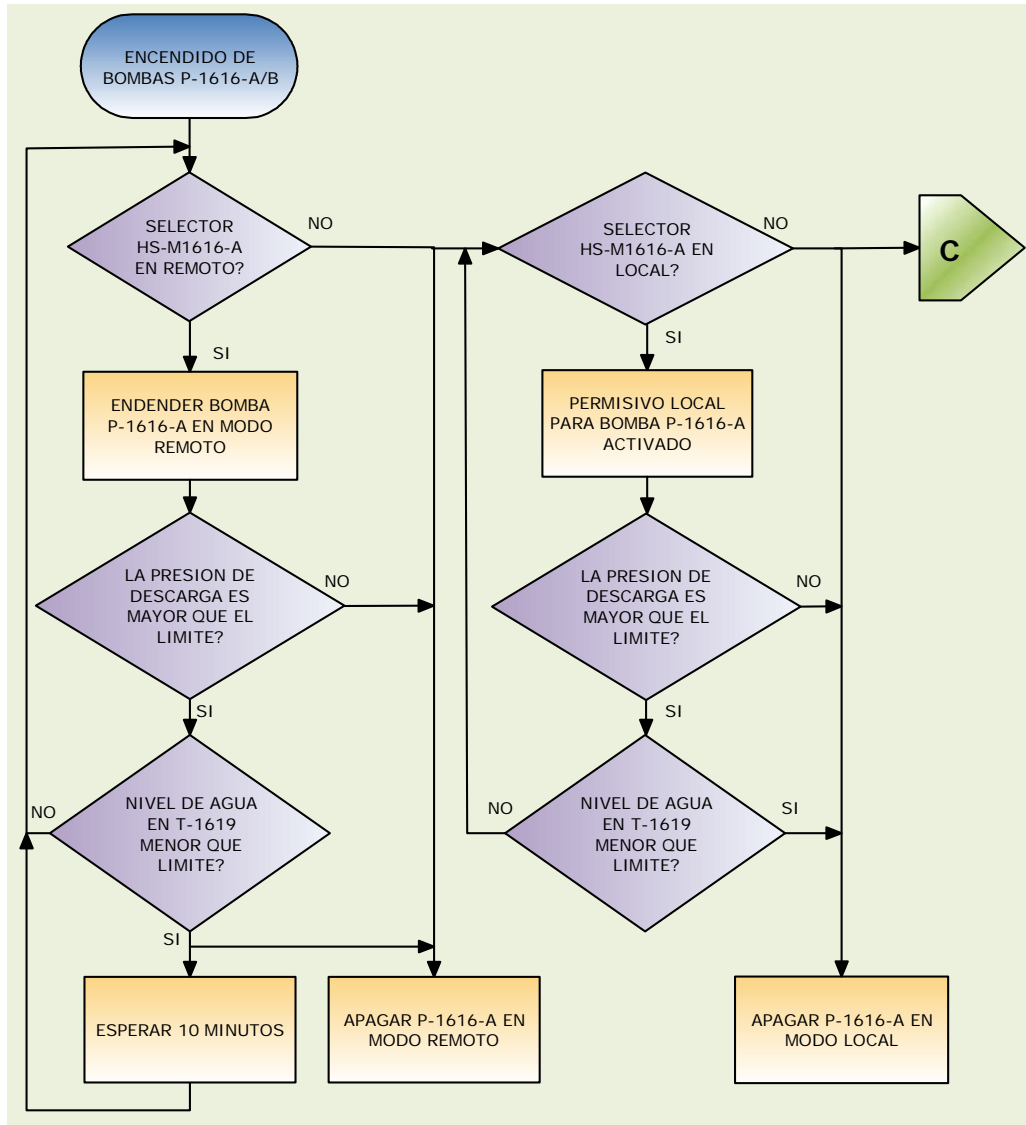 ENCENDIDO DE
BOMBAS P-1616-A/B
SELECTOR
HS-M1616-A
EN REMOTO?
NO
SI
SELECTOR
HS-M1616-A EN
LOCAL?
NO
SI
C
ENDENDER BOMBA
P-1616-A EN MODO
REMOTO
PERMISIVO LOCAL
PARA BOMBA P-1616-A
ACTIVADO
LA PRESION DE
DESCARGA ES
MAYOR QUE EL
LIMITE?
NO
SI
LA PRESION DE
DESCARGA ES
MAYOR QUE EL
LIMITE?
NO
SI
NIVEL DE AGUA
EN T-1619
MENOR QUE
LIMITE?
NO
SI
NIVEL DE AGUA
EN T-1619
MENOR QUE
LIMITE?
NO
SI
ESPERAR 10 MINUTOS
APAGAR P-1616-A EN
MODO REMOTO
APAGAR P-1616-A EN
MODO LOCAL